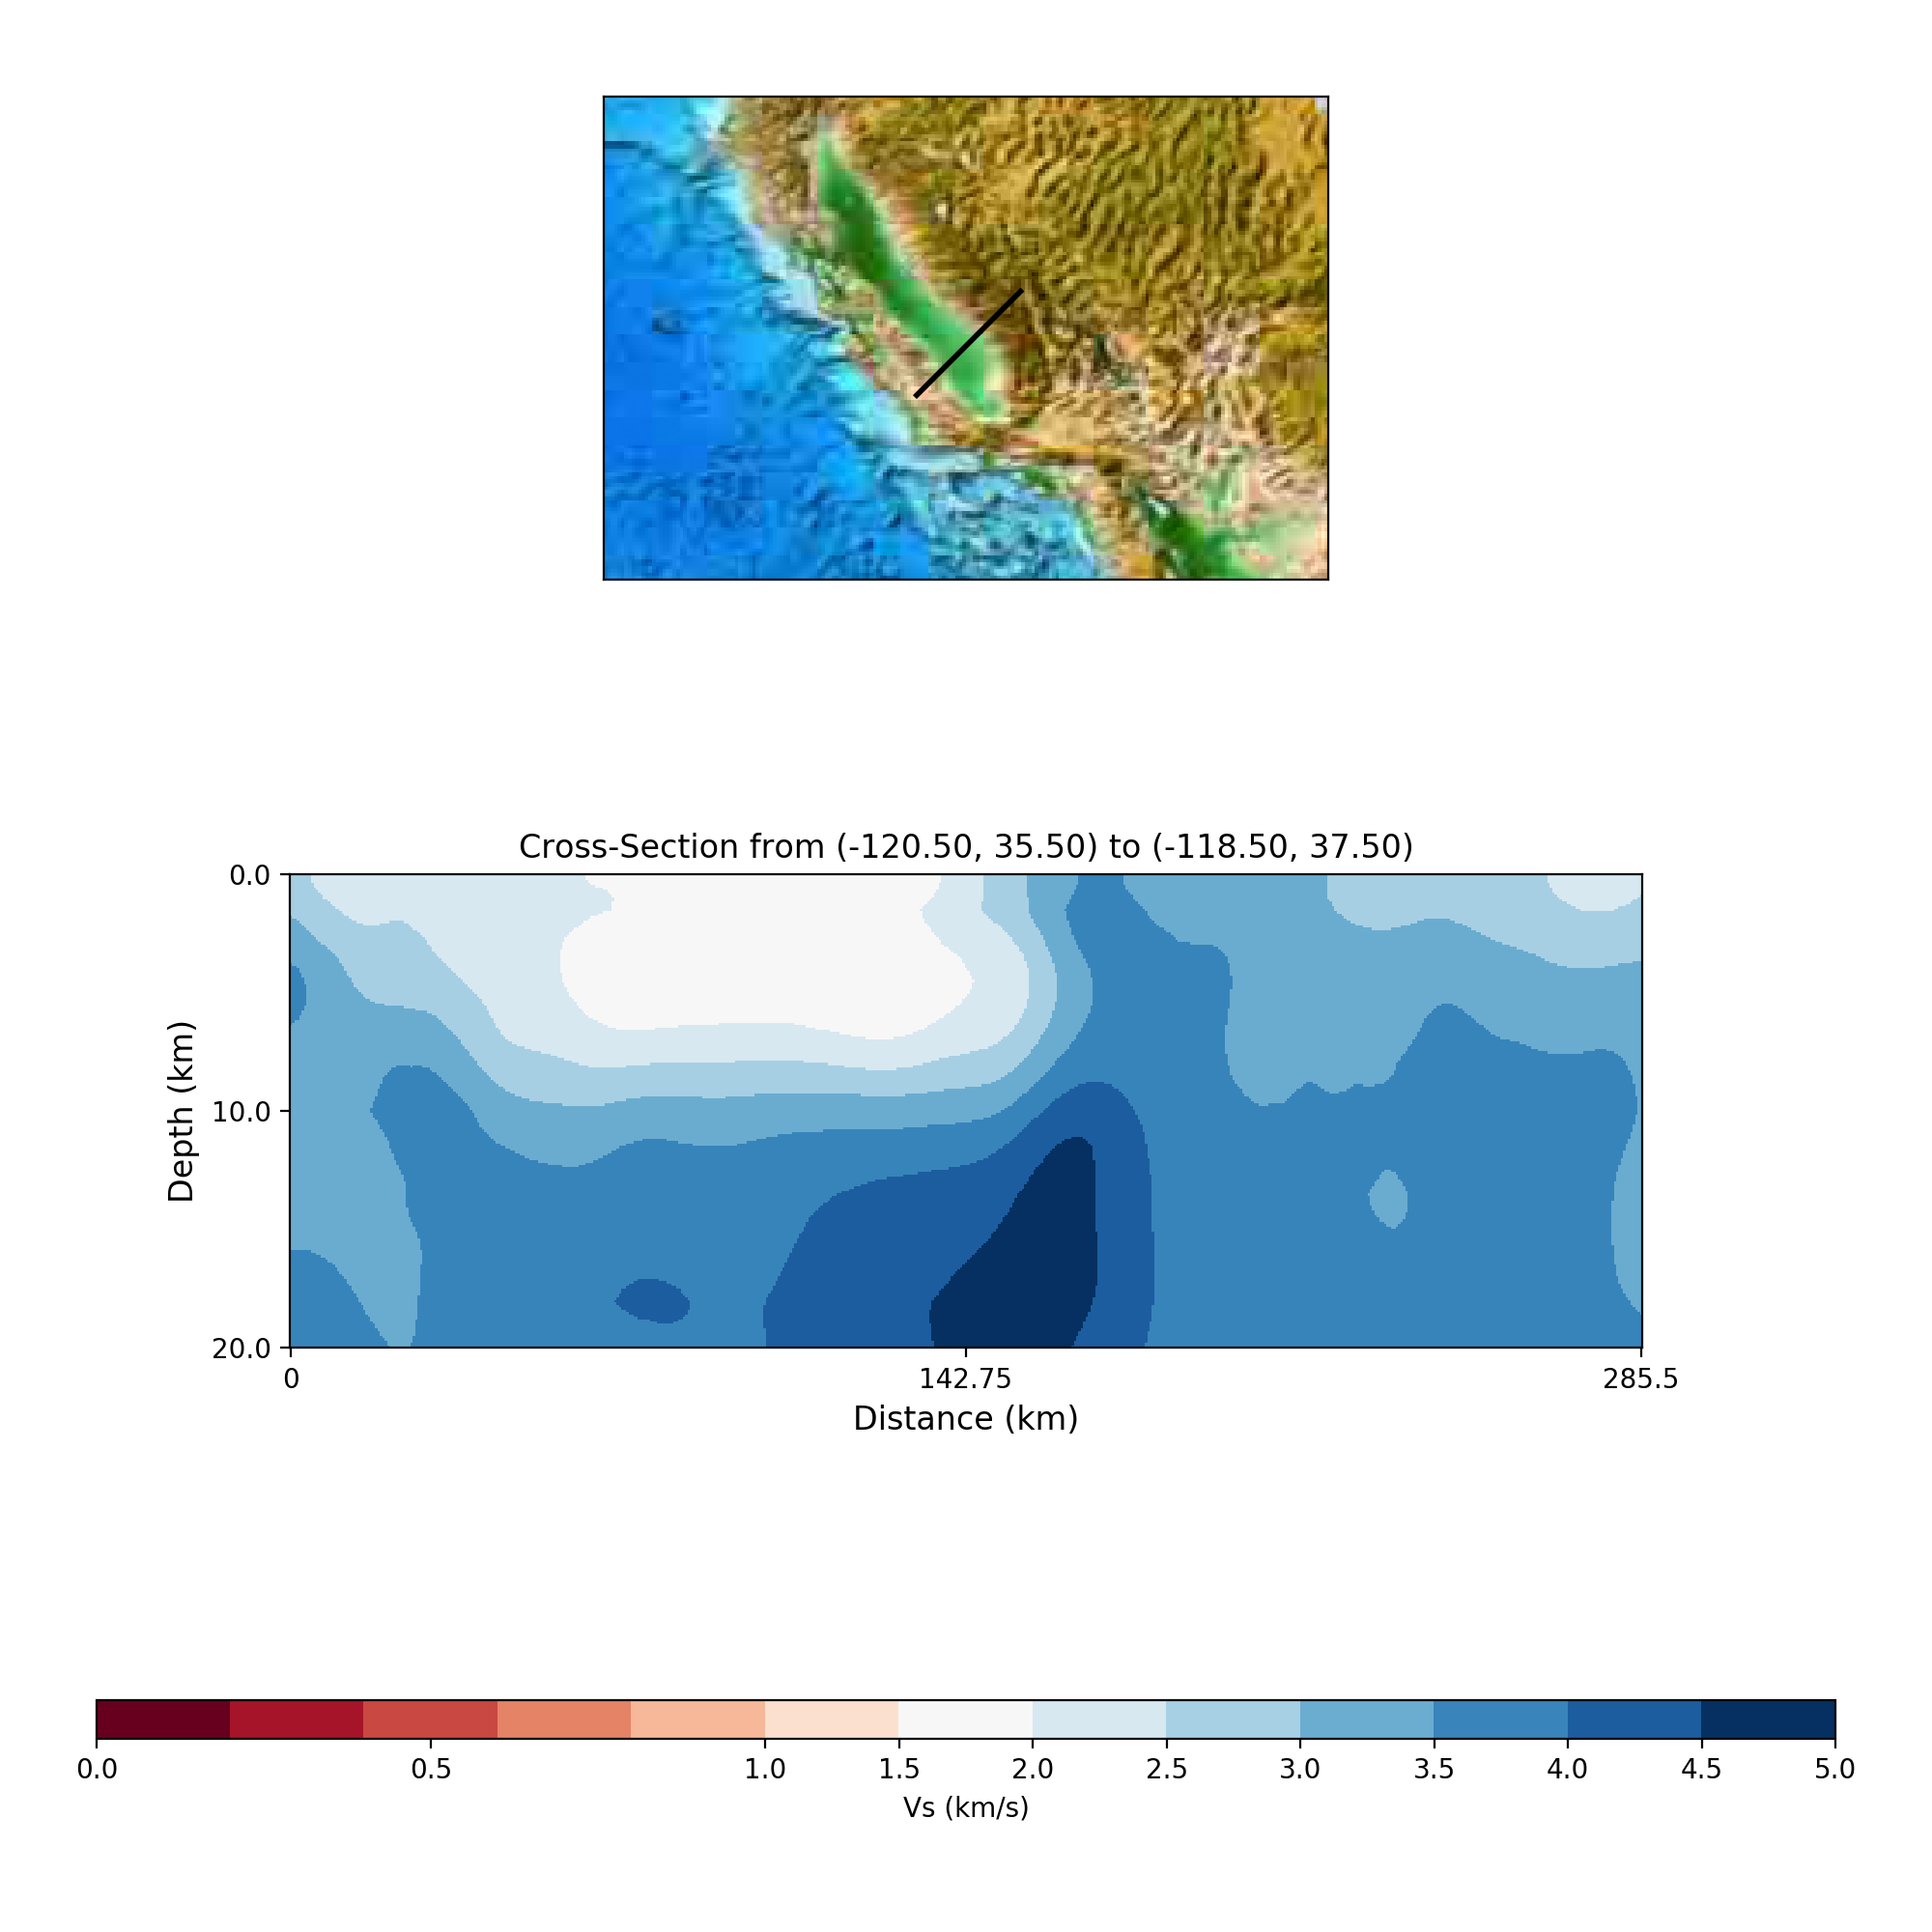 Cross-Section from (-120.50, 35.50) to (-118.50, 37.50)
0.0
10.0
20.0
Depth (km)
0 142.75 285.5
Distance (km)
0.0 0.5 1.0 1.5 2.0 2.5 3.0 3.5 4.0 4.5 5.0
Vs (km/s)